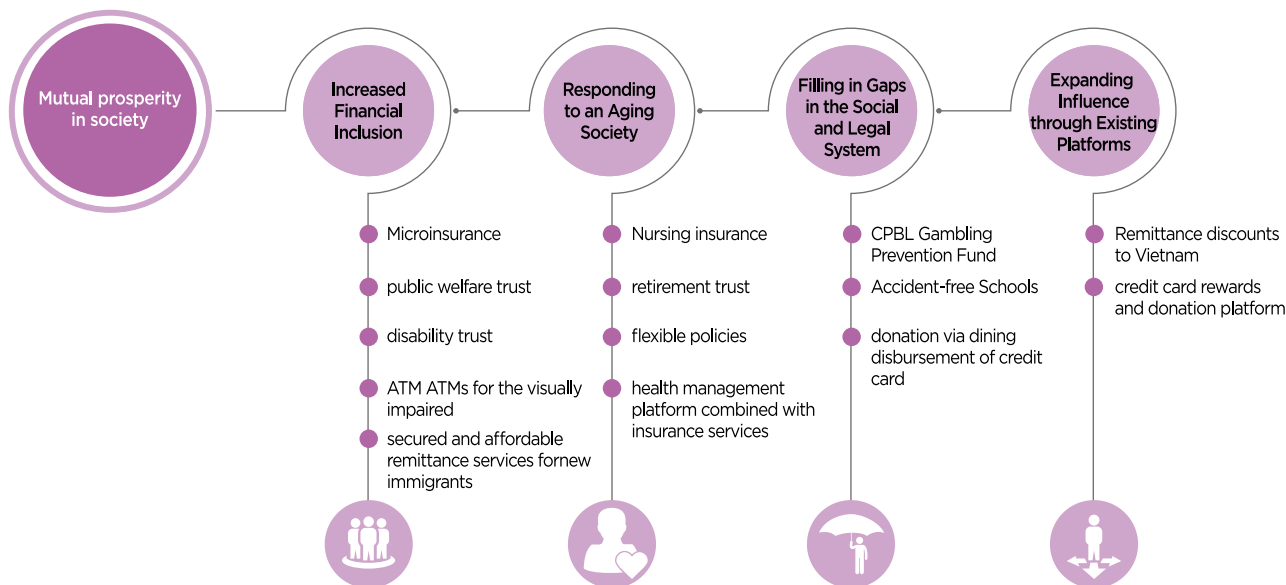 Mutual prosperity
in society
Increased
Financial
Inclusion
Microinsurance
public welfare trust
disability trust
ATM ATMs for the visually
impaired
secured and affordable
remittance services fornew
immigrants
Responding
to an Aging
Society
Nursing insurance
retirement trust
flexible policies
health management
platform combined with
insurance services
Filling in Gaps
in the Social
and Legal
System
CPBL Gambling
Prevention Fund
Accident-free Schools
donation via dining
disbursement of credit
card
Expanding
Influence
through Existing
Platforms
Remittance discounts
to Vietnam
credit card rewards
and donation platform